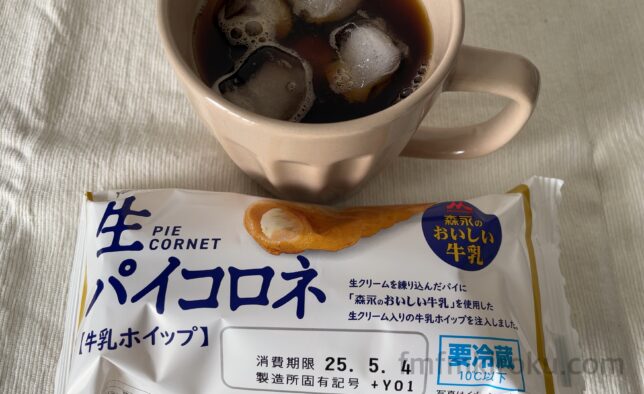 生
PIE
CORNET
パイコロネ
【牛乳ホイップ】
森永の
おいしい
牛乳
生クリームを練り込んだパイに
「森永のおいしい牛乳」を使用した
生クリーム入りの牛乳ホイップを注入しました。
消費期限 25. 5. 4
製造所固有記号 +Y01
要冷蔵
10℃以下